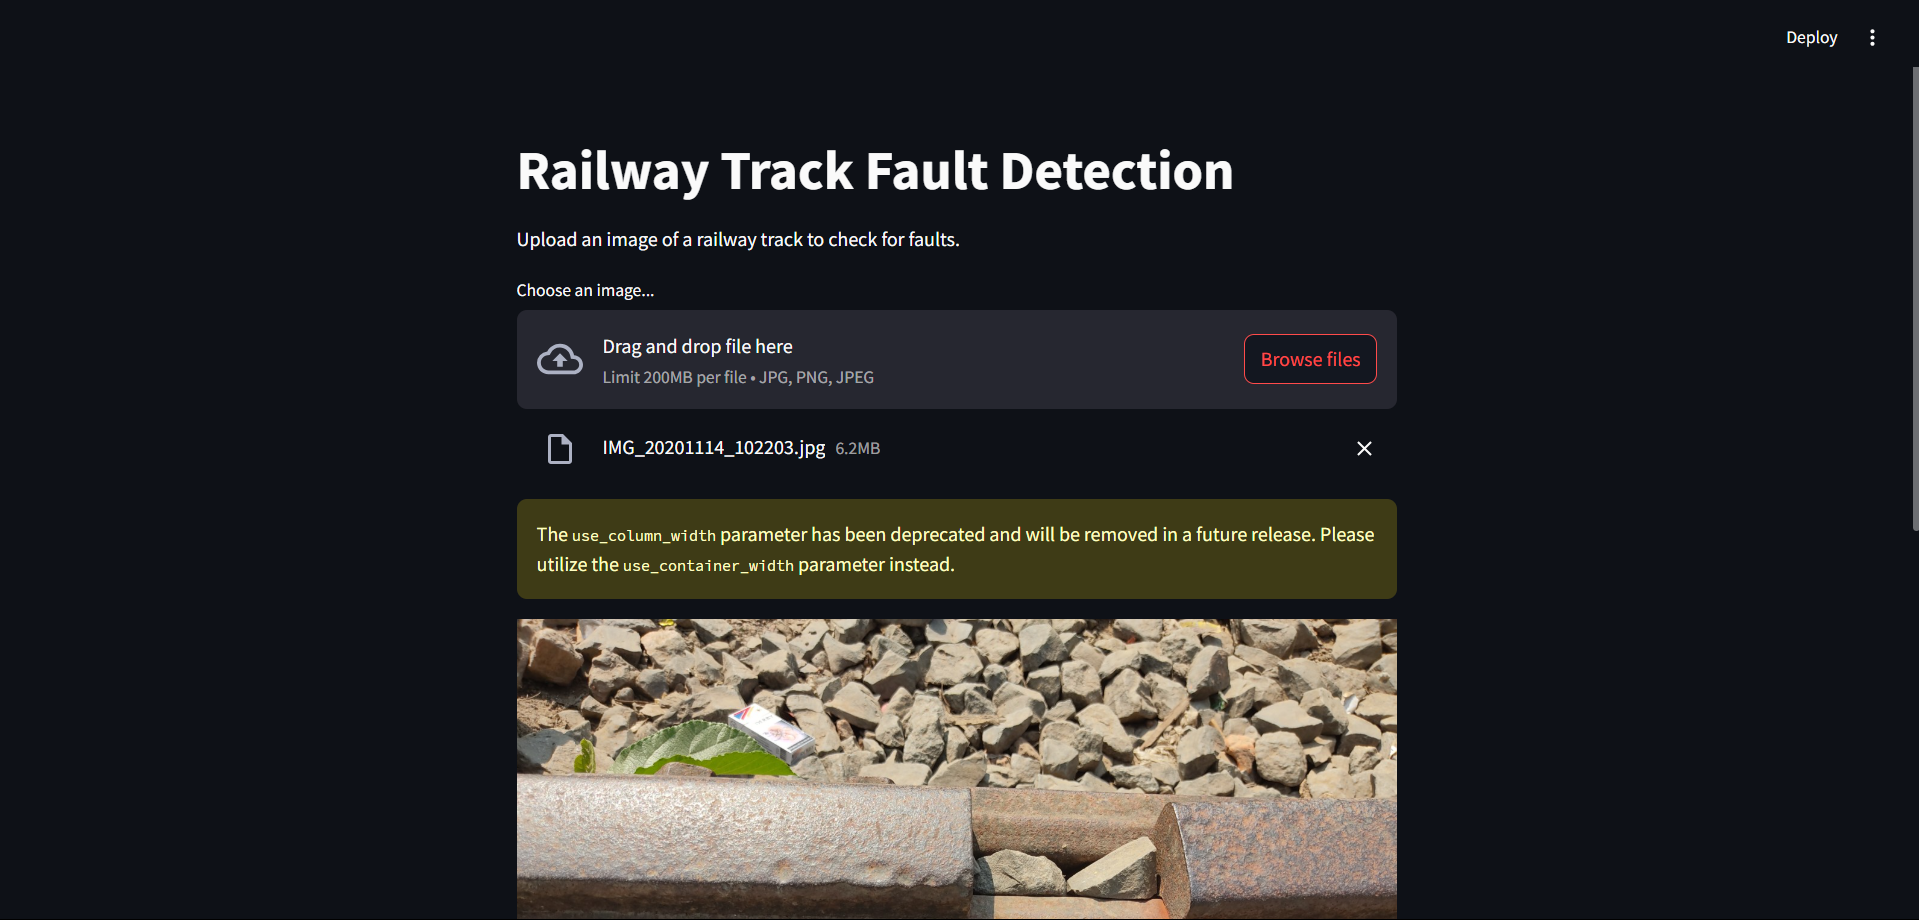 Deploy
Railway Track Fault Detection
Upload an image of a railway track to check for faults.
Choose an image...
Drag and drop file here
Limit 200MB per file • JPG, PNG, JPEG
Browse files
IMG_20201114_102203.jpg 6.2MB
The use_column_width parameter has been deprecated and will be removed in a future release. Please
utilize the use_container_width parameter instead.